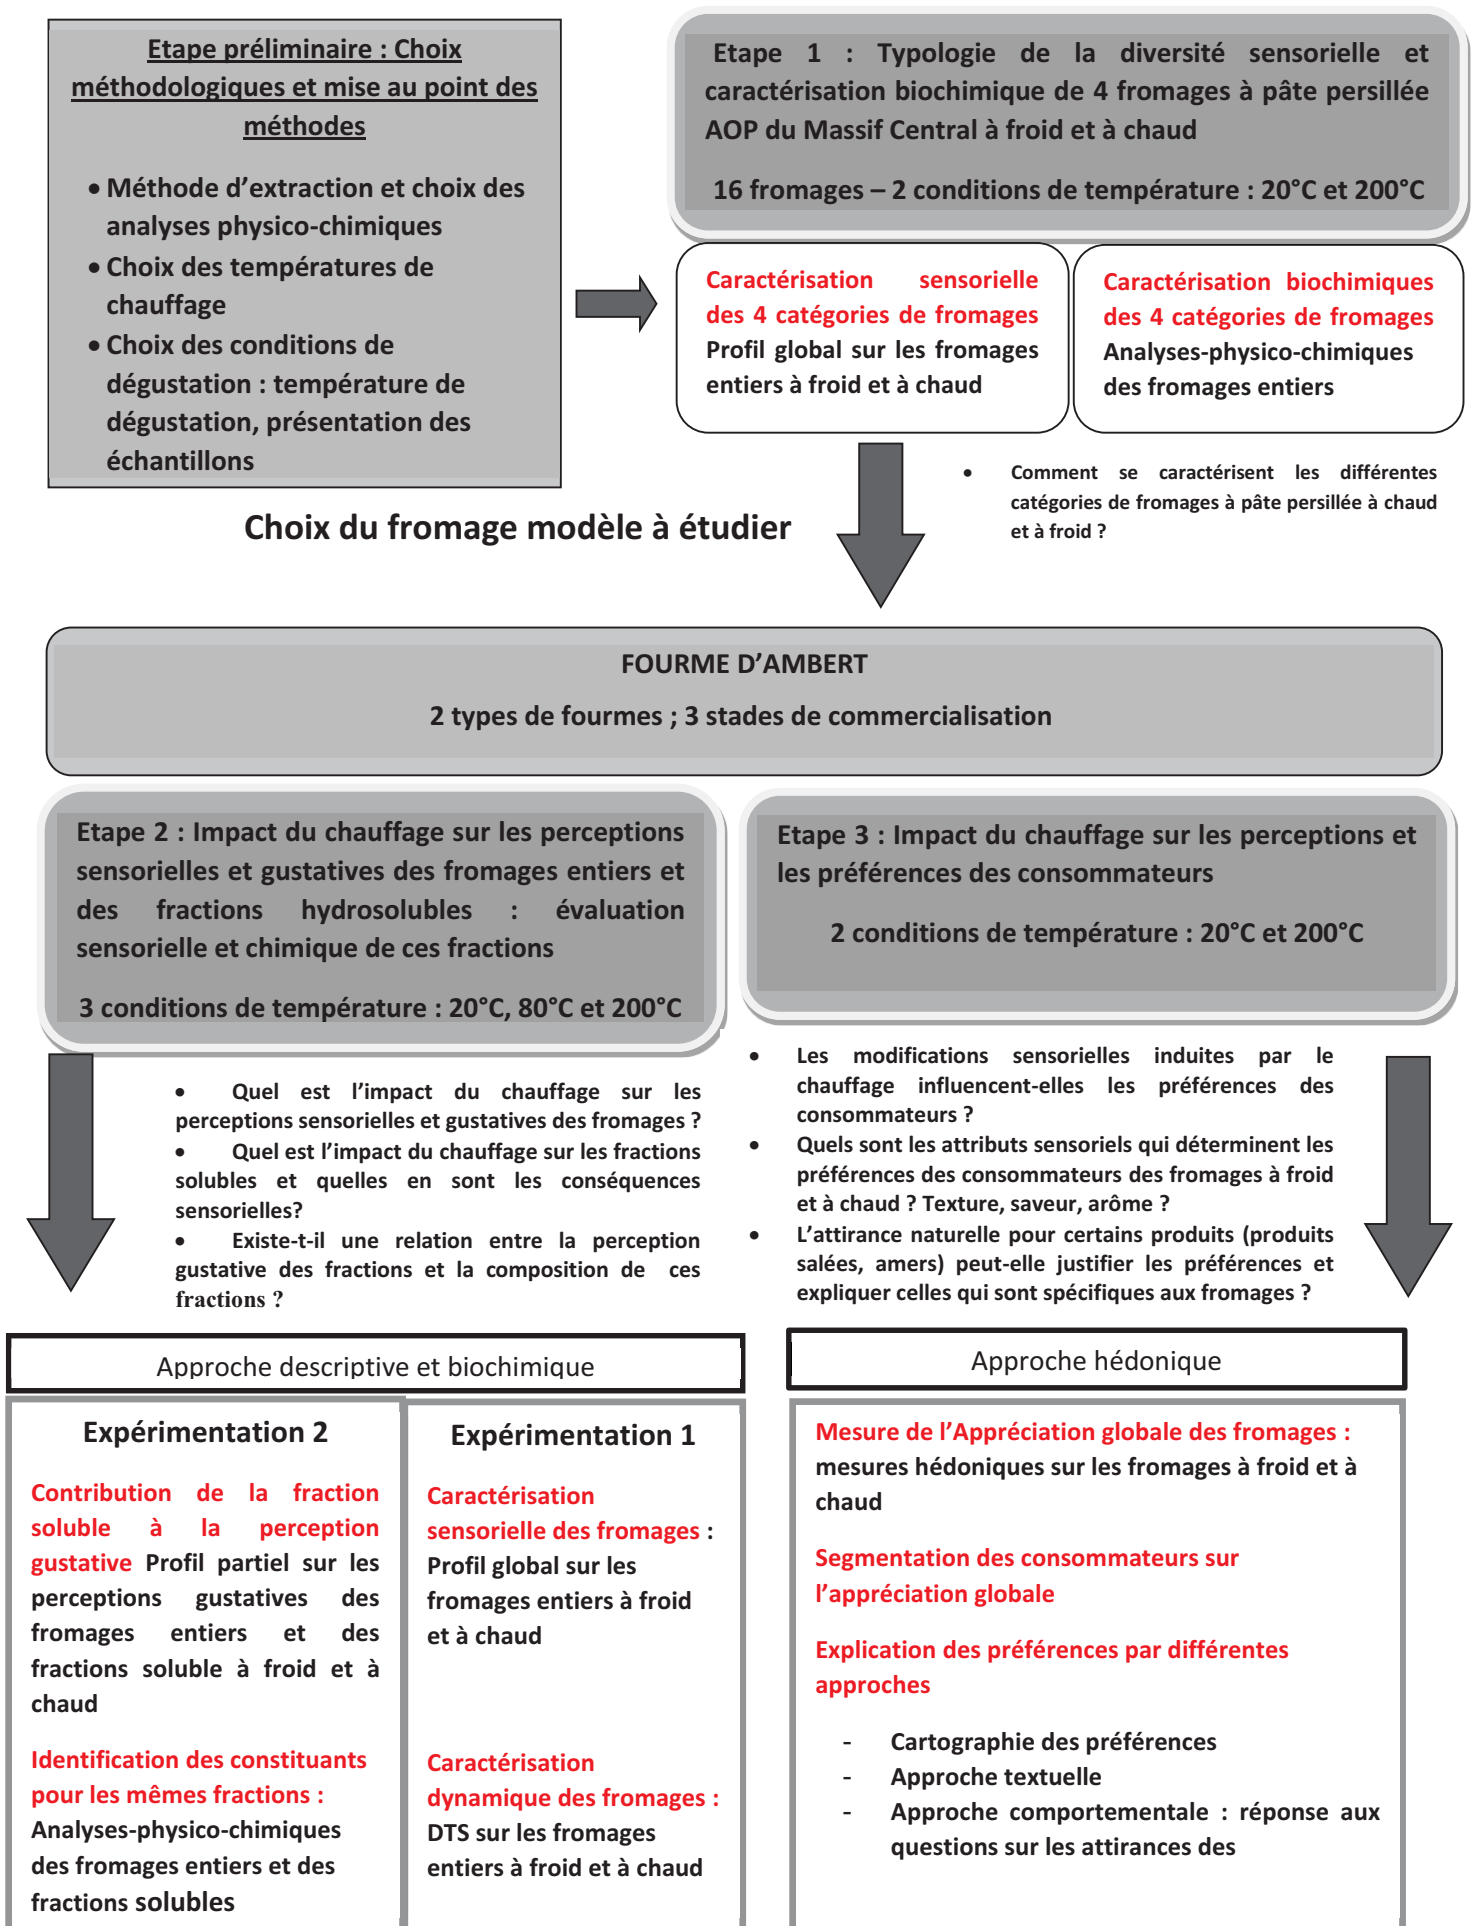 Etape préliminaire : Choix
méthodologiques et mise au point des
méthodes
• Méthode d'extraction et choix des
analyses physico-chimiques
• Choix des températures de
chauffage
• Choix des conditions de
dégustation : température de
dégustation, présentation des
échantillons
Etape 1 : Typologie de la diversité sensorielle et
caractérisation biochimique de 4 fromages à pâte persillée
AOP du Massif Central à froid et à chaud
16 fromages – 2 conditions de température : 20°C et 200°C
Caractérisation sensorielle
des 4 catégories de fromages
Profil global sur les fromages
entiers à froid et à chaud
Caractérisation biochimiques
des 4 catégories de fromages
Analyses-physico-chimiques
des fromages entiers
• Comment se caractérisent les différentes
catégories de fromages à pâte persillée à chaud
et à froid ?
Choix du fromage modèle à étudier
FOURME D'AMBERT
2 types de fourmes ; 3 stades de commercialisation
Etape 2 : Impact du chauffage sur les perceptions
sensorielles et gustatives des fromages entiers et
des fractions hydrosolubles : évaluation
sensorielle et chimique de ces fractions
3 conditions de température : 20°C, 80°C et 200°C
Etape 3 : Impact du chauffage sur les perceptions et
les préférences des consommateurs
2 conditions de température : 20°C et 200°C
• Quel est l'impact du chauffage sur les
perceptions sensorielles et gustatives des fromages ?
• Quel est l'impact du chauffage sur les fractions
solubles et quelles en sont les conséquences
sensorielles?
• Existe-t-il une relation entre la perception
gustative des fractions et la composition de ces
fractions ?
• Les modifications sensorielles induites par le
chauffage influencent-elles les préférences des
consommateurs ?
• Quels sont les attributs sensoriels qui déterminent les
préférences des consommateurs des fromages à froid
et à chaud ? Texture, saveur, arôme ?
• L'attirance naturelle pour certains produits (produits
salées, amers) peut-elle justifier les préférences et
expliquer celles qui sont spécifiques aux fromages ?
Approche descriptive et biochimique
Expérimentation 2
Contribution de la fraction
soluble à la perception
gustative Profil partiel sur les
perceptions gustatives des
fromages entiers et des
fractions soluble à froid et à
chaud
Identification des constituants
pour les mêmes fractions :
Analyses-physico-chimiques
des fromages entiers et des
fractions solubles
Expérimentation 1
Caractérisation
sensorielle des fromages :
Profil global sur les
fromages entiers à froid
et à chaud
Caractérisation
dynamique des fromages :
DTS sur les fromages
entiers à froid et à chaud
Approche hédonique
Mesure de l'Appréciation globale des fromages :
mesures hédoniques sur les fromages à froid et à
chaud
Segmentation des consommateurs sur
l'appréciation globale
Explication des préférences par différentes
approches
- Cartographie des préférences
- Approche textuelle
- Approche comportementale : réponse aux
questions sur les attirances des